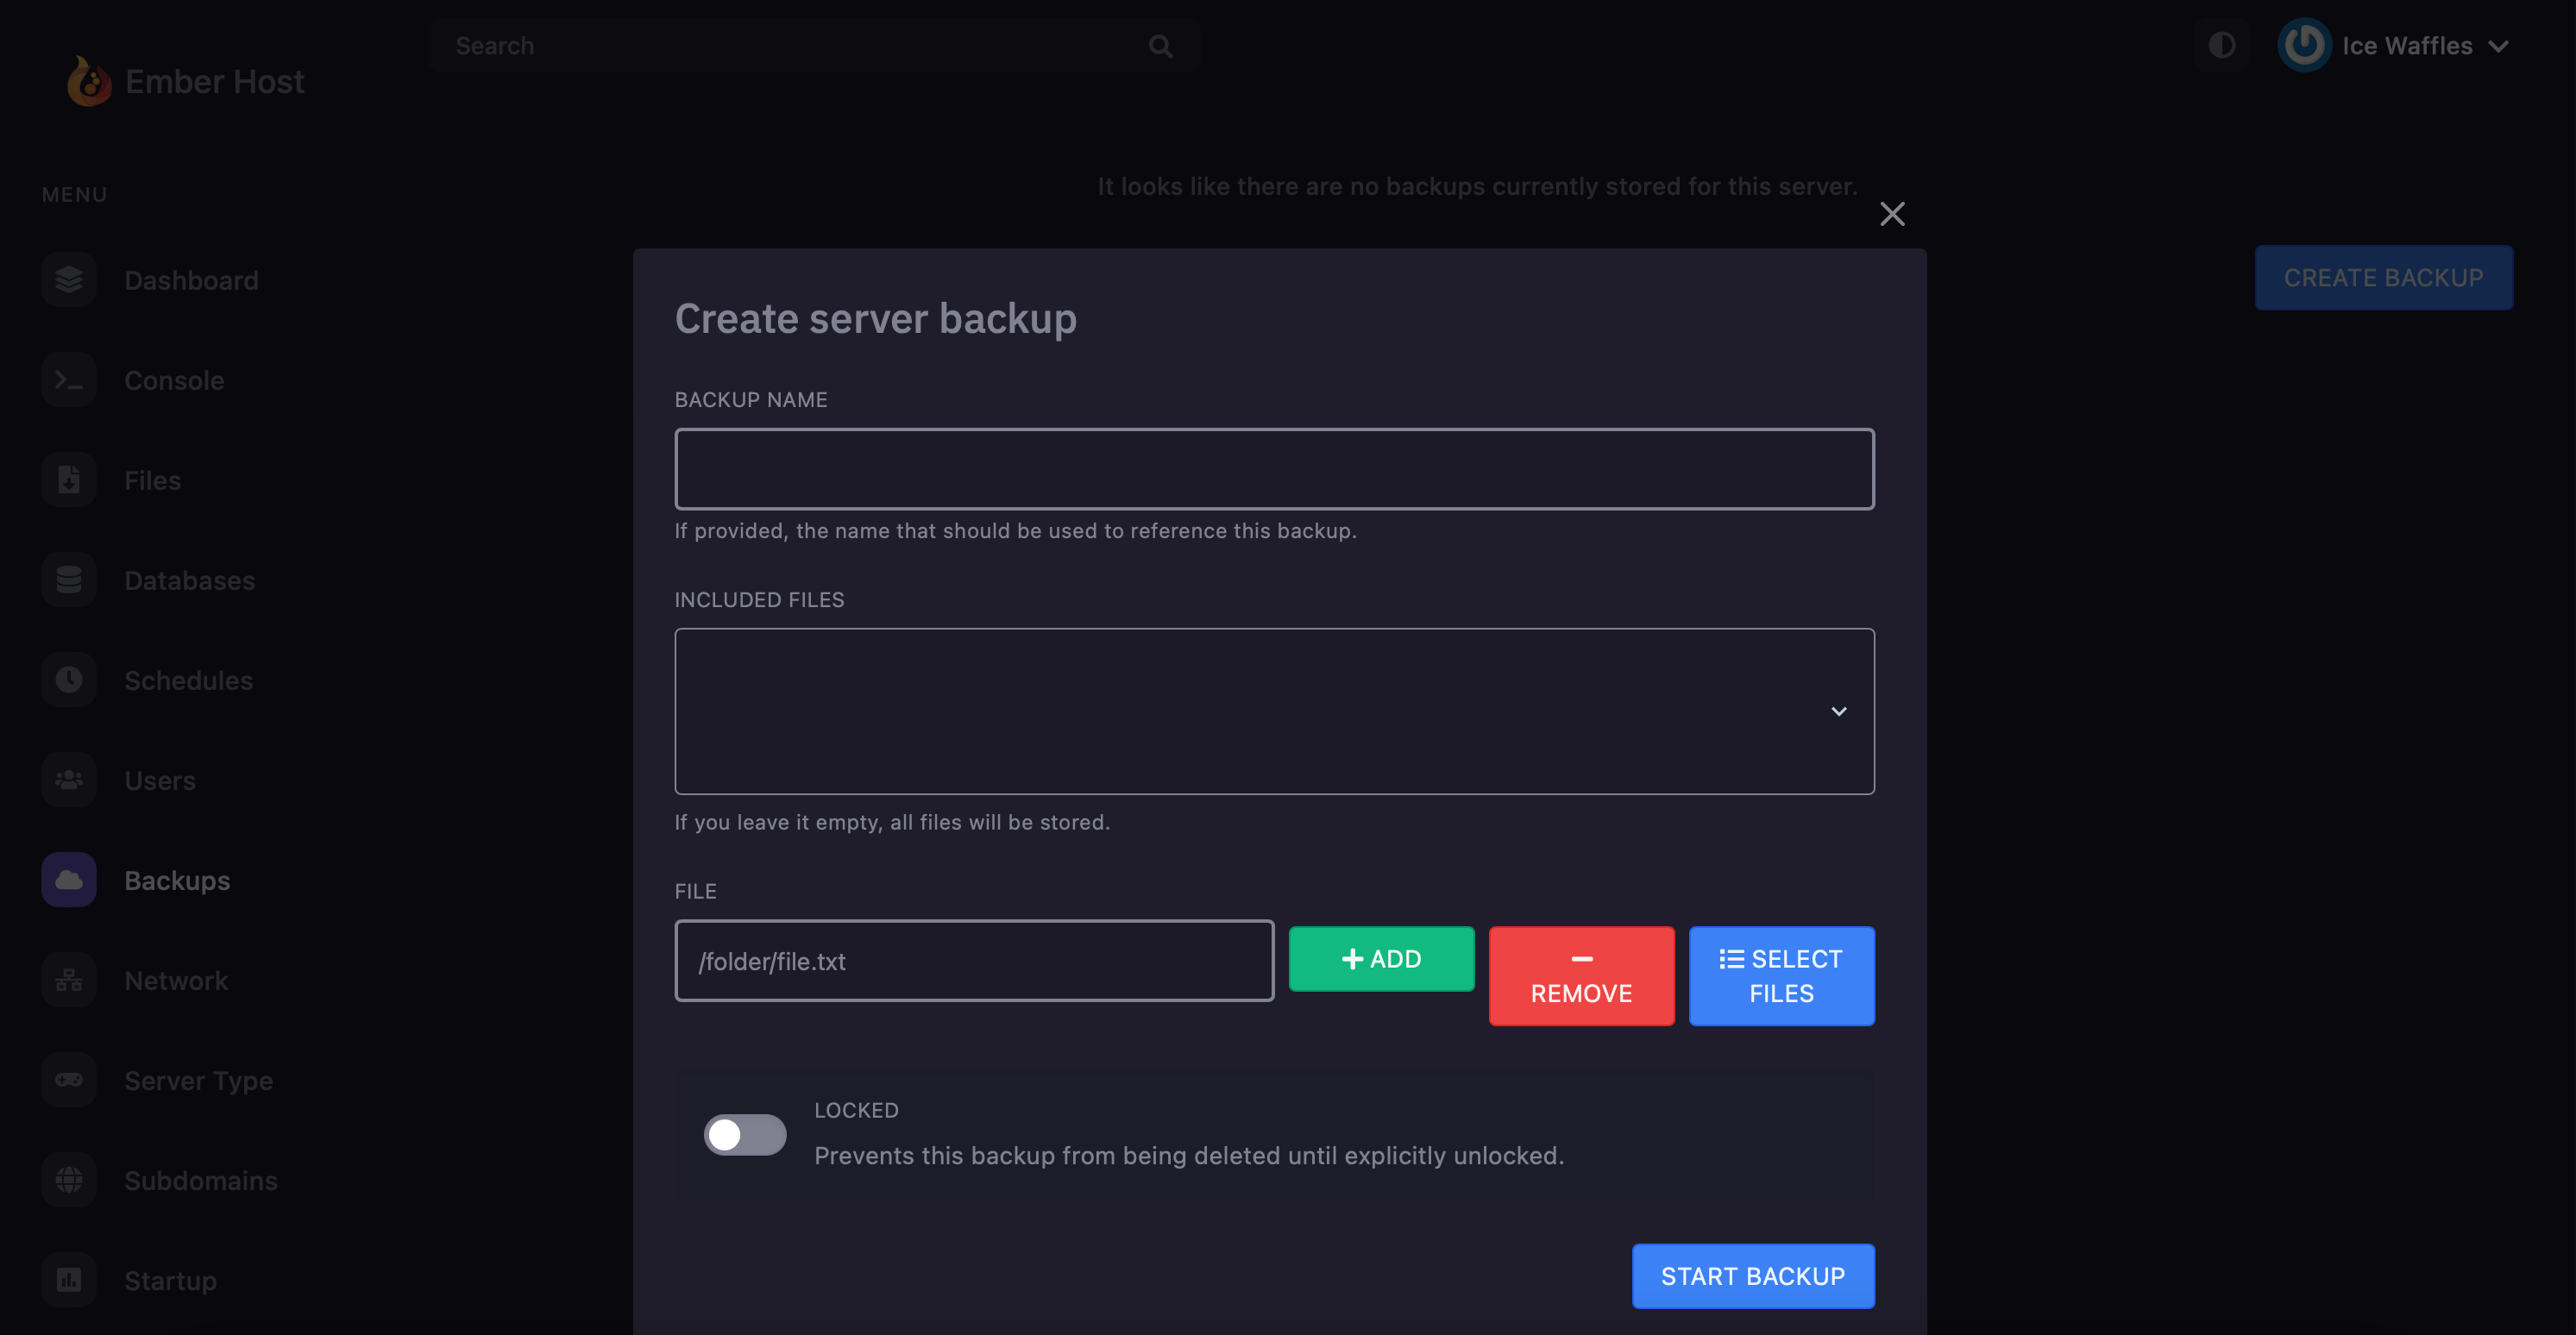 Ember Host
Search
Ice Waffles
MENU
Dashboard
Console
Files
Databases
Schedules
Users
Backups
Network
Server Type
Subdomains
Startup
It looks like there are no backups currently stored for this server.
CREATE BACKUP
Create server backup
BACKUP NAME
If provided, the name that should be used to reference this backup.
INCLUDED FILES
If you leave it empty, all files will be stored.
FILE
/folder/file.txt
ADD
REMOVE
SELECT
FILES
LOCKED
Prevents this backup from being deleted until explicitly unlocked.
START BACKUP